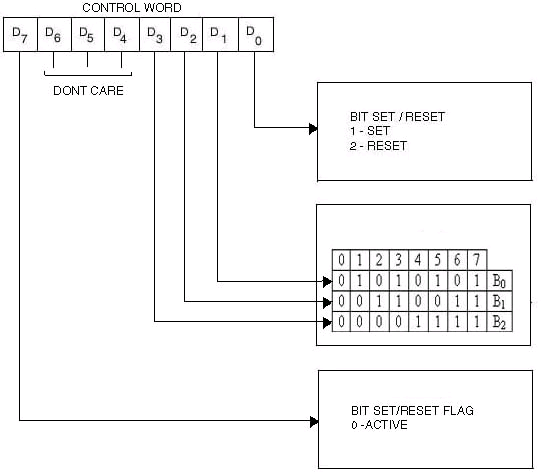 CONTROL WORD
D7 D6 D5 D4 D3 D2 D1 D0
DONT CARE
BIT SET / RESET
1 - SET
2 - RESET
0 1 2 3 4 5 6 7
0 1 0 1 0 1 0 1 B0
0 0 1 1 0 0 1 1 B1
0 0 0 0 1 1 1 1 B2
BIT SET/RESET FLAG
0 -ACTIVE